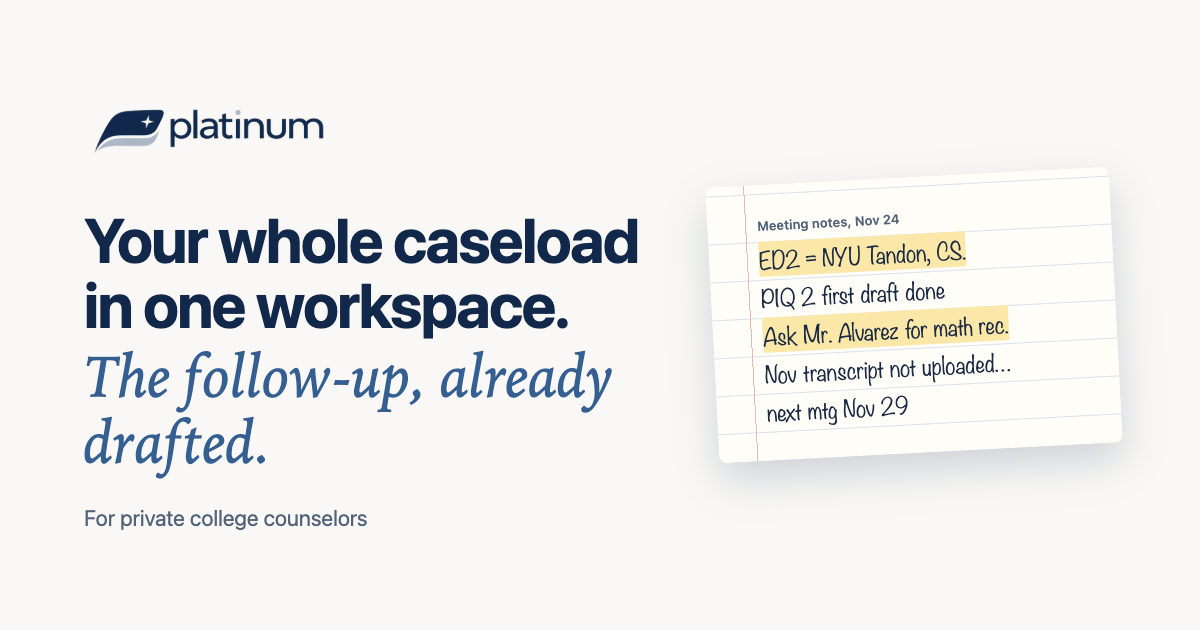 platinum
Your whole caseload
in one workspace.
The follow-up, already
drafted.
For private college counselors
Meeting notes, Nov 24
ED2 = NYU Tandon, CS.
PIQ 2 first draft done
Ask Mr. Alvarez for math rec.
Nov transcript not uploaded...
next mtg Nov 29